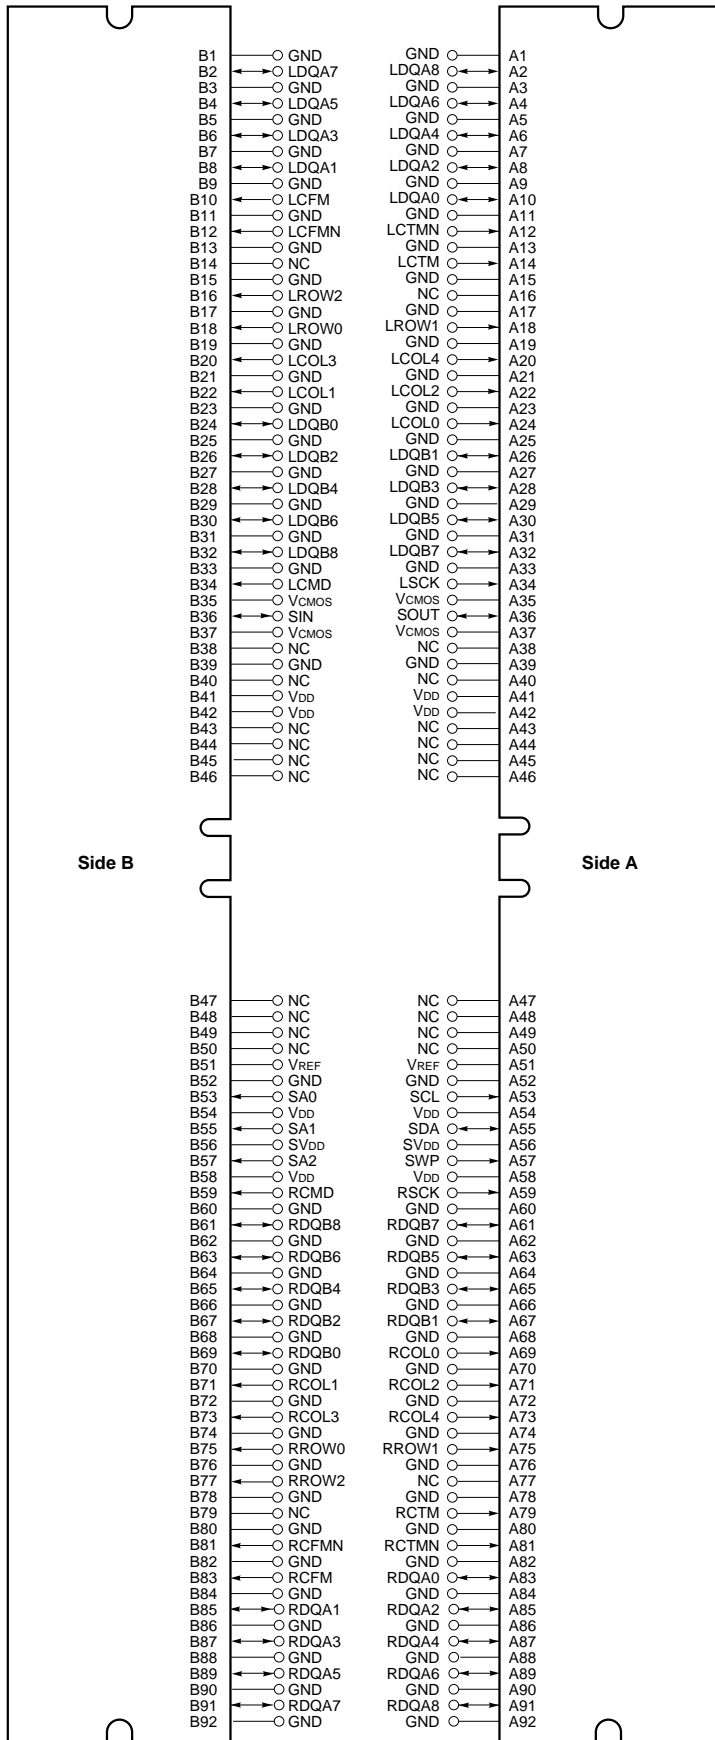 B1 GND GND A1
B2 LDQA7 LDQA8 A2
B3 GND GND A3
B4 LDQA5 LDQA6 A4
B5 GND GND A5
B6 LDQA3 LDQA4 A6
B7 GND GND A7
B8 LDQA1 LDQA2 A8
B9 GND GND A9
B10 LCFM LDQA0 A10
B11 GND GND A11
B12 LCFMN LCTMN A12
B13 GND GND A13
B14 NC LCTM A14
B15 GND GND A15
B16 LROW2 NC A16
B17 GND GND A17
B18 LROW0 LROW1 A18
B19 GND GND A19
B20 LCOL3 LCOL4 A20
B21 GND GND A21
B22 LCOL1 LCOL2 A22
B23 GND GND A23
B24 LDQB0 LCOL0 A24
B25 GND GND A25
B26 LDQB2 LDQB1 A26
B27 GND GND A27
B28 LDQB4 LDQB3 A28
B29 GND GND A29
B30 LDQB6 LDQB5 A30
B31 GND GND A31
B32 LDQB8 LDQB7 A32
B33 GND GND A33
B34 LCMD LSCK A34
B35 VCMOS VCMOS A35
B36 SIN SOUT A36
B37 VCMOS VCMOS A37
B38 NC NC A38
B39 GND GND A39
B40 NC NC A40
B41 VDD VDD A41
B42 VDD VDD A42
B43 NC NC A43
B44 NC NC A44
B45 NC NC A45
B46 NC NC A46
Side B Side A
B47 NC NC A47
B48 NC NC A48
B49 NC NC A49
B50 NC NC A50
B51 VREF VREF A51
B52 GND GND A52
B53 SA0 SCL A53
B54 VDD VDD A54
B55 SA1 SDA A55
B56 SVDD SVDD A56
B57 SA2 SWP A57
B58 VDD VDD A58
B59 RCMD RSCK A59
B60 GND GND A60
B61 RDQB8 RDQB7 A61
B62 GND GND A62
B63 RDQB6 RDQB5 A63
B64 GND GND A64
B65 RDQB4 RDQB3 A65
B66 GND GND A66
B67 RDQB2 RDQB1 A67
B68 GND GND A68
B69 RDQB0 RCOL0 A69
B70 GND GND A70
B71 RCOL1 RCOL2 A71
B72 GND GND A72
B73 RCOL3 RCOL4 A73
B74 GND GND A74
B75 RROW0 RROW1 A75
B76 GND GND A76
B77 RROW2 NC A77
B78 GND GND A78
B79 NC RCTM A79
B80 GND GND A80
B81 RCFMN RCTMN A81
B82 GND GND A82
B83 RCFM RDQA0 A83
B84 GND GND A84
B85 RDQA1 RDQA2 A85
B86 GND GND A86
B87 RDQA3 RDQA4 A87
B88 GND GND A88
B89 RDQA5 RDQA6 A89
B90 GND GND A90
B91 RDQA7 RDQA8 A91
B92 GND GND A92